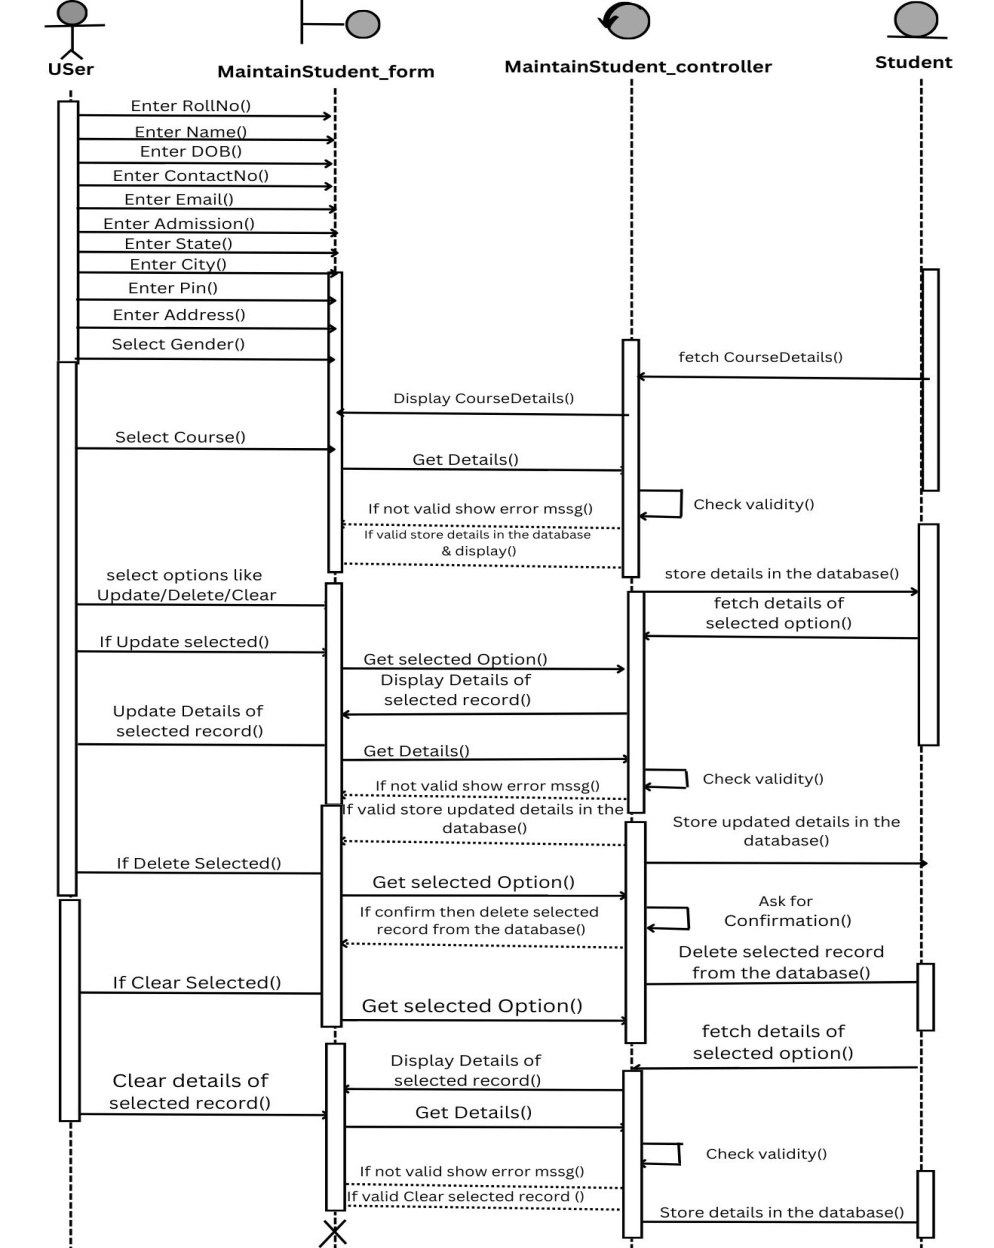 USer
MaintainStudent_form
MaintainStudent_controller
Student
Enter RollNo()
Enter Name()
Enter DOB()
Enter ContactNo()
Enter Email()
Enter Admission()
Enter State()
Enter City()
Enter Pin()
Enter Address()
Select Gender()
fetch CourseDetails()
Display CourseDetails()
Select Course()
Get Details()
Check validity()
If not valid show error mssg()
If valid store details in the database
& display()
select options like
Update/Delete/Clear
store details in the database()
fetch details of
selected option()
If Update selected()
Get selected Option()
Display Details of
selected record()
Update Details of
selected record()
Get Details()
Check validity()
If not valid show error mssg()
If valid store updated details in the
database()
Store updated details in the
database()
If Delete Selected()
Get selected Option()
Ask for
Confirmation()
If confirm then delete selected
record from the database()
Delete selected record
from the database()
If Clear Selected()
Get selected Option()
fetch details of
selected option()
Display Details of
selected record()
Clear details of
selected record()
Get Details()
Check validity()
If not valid show error mssg()
If valid Clear selected record ()
Store details in the database()